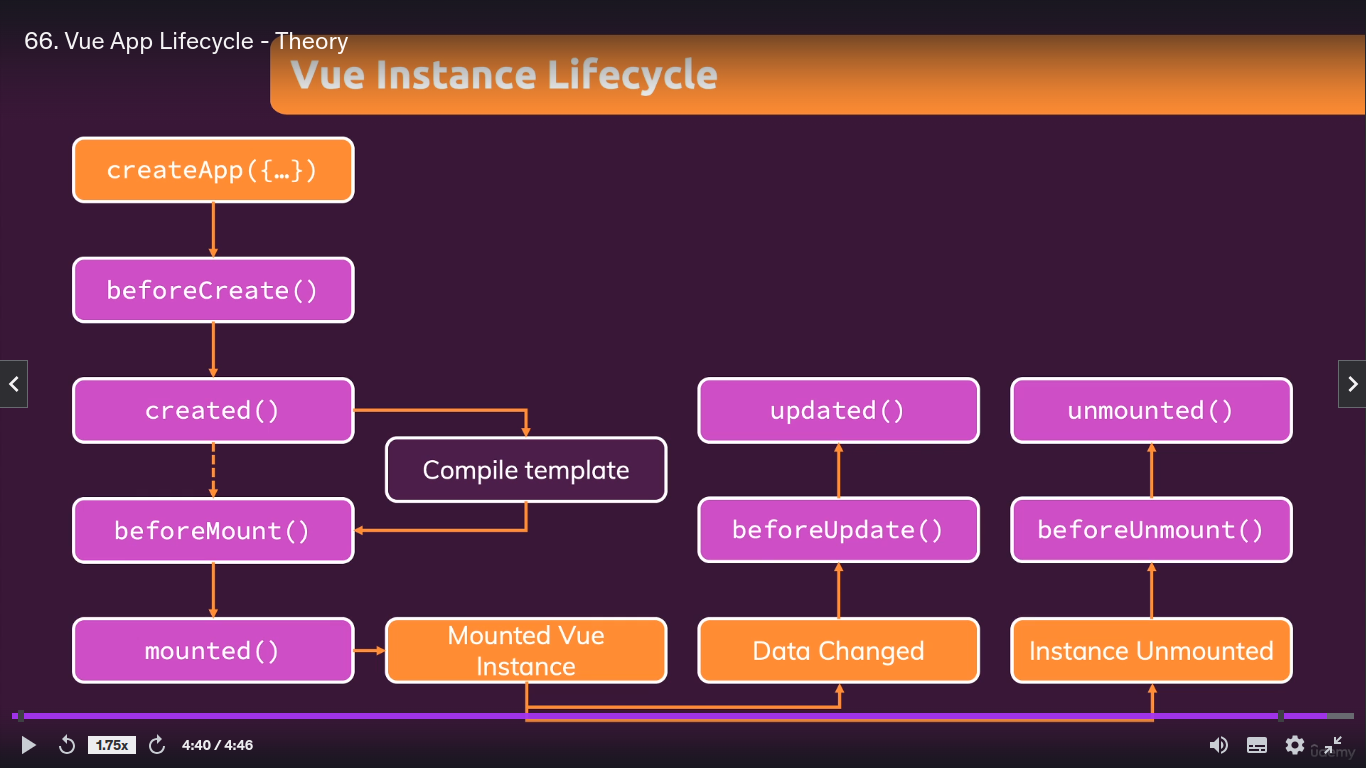 66. Vue App Lifecycle - Theory
Vue Instance Lifecycle
createApp({…})
beforeCreate()
created()
Compile template
beforeMount()
mounted()
Mounted Vue
Instance
updated()
beforeUpdate()
Data Changed
unmounted()
beforeUnmount()
Instance Unmounted
1.75x
4:40 / 4:46
ûdemy